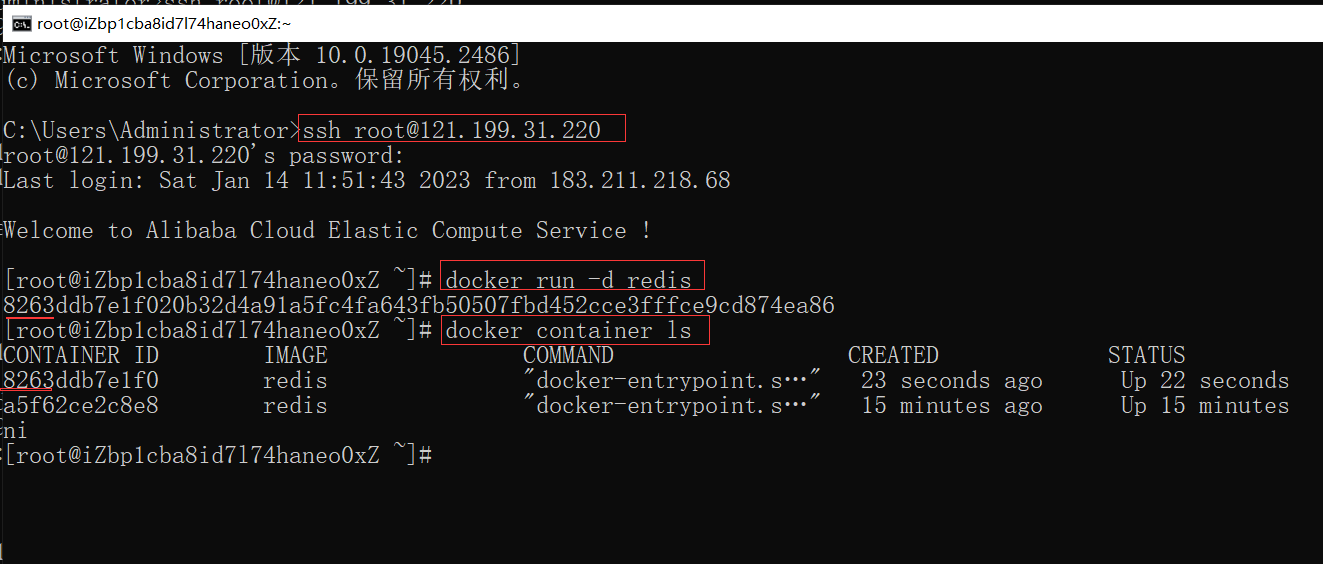 root@iZbp1cba8id7l74haneo0xZ:~
Microsoft Windows [版本 10.0.19045.2486]
(c) Microsoft Corporation。保留所有权利。
C:\Users\Administrator>ssh root@121.199.31.220
root@121.199.31.220's password:
Last login: Sat Jan 14 11:51:43 2023 from 183.211.218.68
Welcome to Alibaba Cloud Elastic Compute Service !
[root@iZbp1cba8id7l74haneo0xZ ~]# docker run -d redis
8263ddb7e1f020b32d4a91a5fc4fa643fb50507fbd452cce3fffce9cd874ea86
[root@iZbp1cba8id7l74haneo0xZ ~]# docker container ls
CONTAINER ID IMAGE COMMAND CREATED STATUS
8263ddb7e1f0 redis "docker-entrypoint.s…" 23 seconds ago Up 22 seconds
a5f62ce2c8e8 redis "docker-entrypoint.s…" 15 minutes ago Up 15 minutes
ni
[root@iZbp1cba8id7l74haneo0xZ ~]#